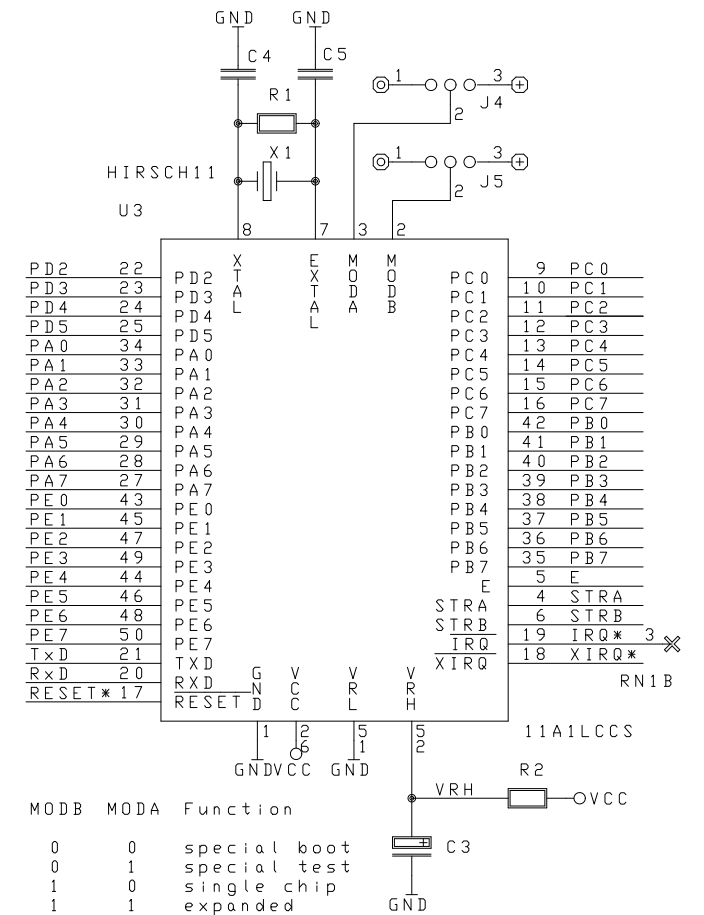 GND GND
C4 C5
1 3
R1
2 J4
X1
1 3
HIRSCH11
2 J5
U3
8 7 3 2
XTAL EXTAL MODA MODB
PD2 22 PD2 PC0 9 PC0
PD3 23 PD3 PC1 10 PC1
PD4 24 PD4 PC2 11 PC2
PD5 25 PD5 PC3 12 PC3
PA0 34 PA0 PC4 13 PC4
PA1 33 PA1 PC5 14 PC5
PA2 32 PA2 PC6 15 PC6
PA3 31 PA3 PC7 16 PC7
PA4 30 PA4 PB0 42 PB0
PA5 29 PA5 PB1 41 PB1
PA6 28 PA6 PB2 40 PB2
PA7 27 PA7 PB3 39 PB3
PE0 43 PE0 PB4 38 PB4
PE1 45 PE1 PB5 37 PB5
PE2 47 PE2 PB6 36 PB6
PE3 49 PE3 PB7 35 PB7
PE4 44 PE4 E 5 E
PE5 46 PE5 STRA 4 STRA
PE6 48 PE6 STRB 6 STRB
PE7 50 PE7 IRQ 19 IRQ* 3
TxD 21 TXD XIRQ 18 XIRQ*
RxD 20 RXD RN1B
RESET* 17 RESET
GND VCC VRL VRH
1 26 51 52
11A1LCCS
GND VCC GND
R2
VRH
VCC
C3
GND
MODB MODA Function
0 0 special boot
0 1 special test
1 0 single chip
1 1 expanded